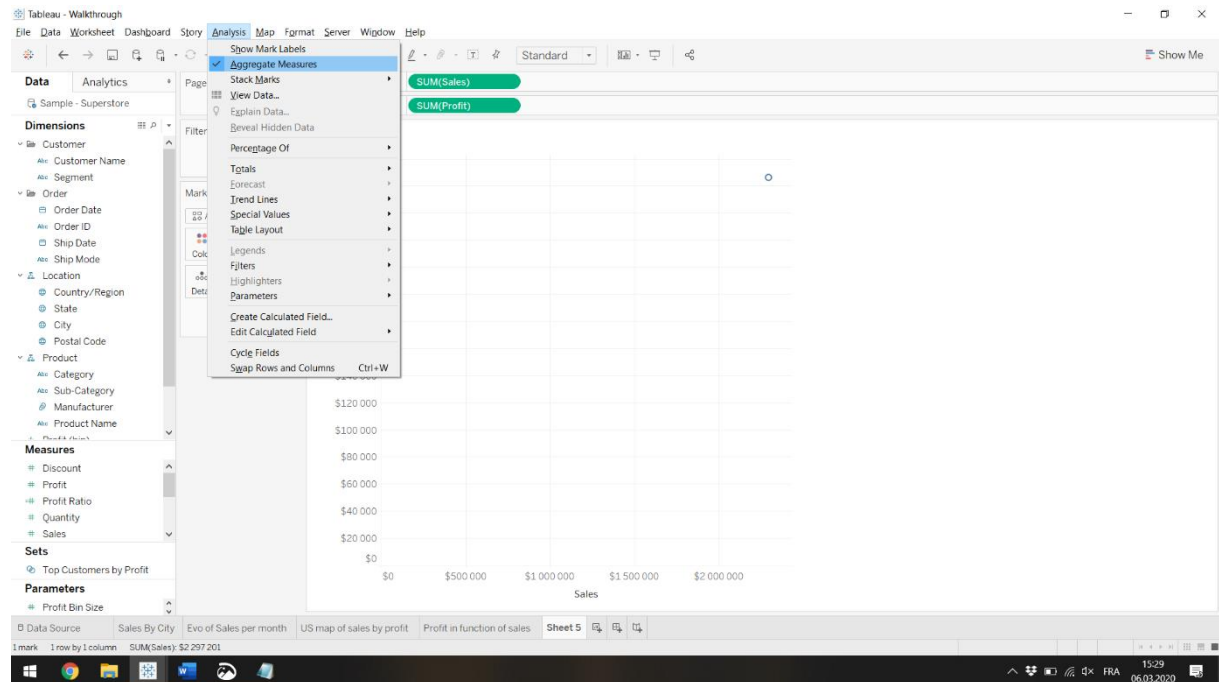 Tableau - Walkthrough
File Data Worksheet Dashboard Story Analysis Map Format Server Window Help
Standard
Show Me
Data Analytics
Sample - Superstore
Dimensions
Customer
Customer Name
Segment
Order
Order Date
Order ID
Ship Date
Ship Mode
Location
Country/Region
State
City
Postal Code
Product
Category
Sub-Category
Manufacturer
Product Name
Measures
Discount
Profit
Profit Ratio
Quantity
Sales
Sets
Top Customers by Profit
Parameters
Profit Bin Size
Page
Filter
Mark
Show Mark Labels
Aggregate Measures
Stack Marks
View Data...
Explain Data...
Reveal Hidden Data
Percentage Of
Totals
Forecast
Trend Lines
Special Values
Table Layout
Legends
Filters
Highlighters
Parameters
Create Calculated Field...
Edit Calculated Field
Cycle Fields
Swap Rows and Columns Ctrl+W
SUM(Sales)
SUM(Profit)
$120 000
$100 000
$80 000
$60 000
$40 000
$20 000
$0
$0 $500 000 $1 000 000 $1 500 000 $2 000 000
Sales
Data Source Sales By City Evo of Sales per month US map of sales by profit Profit in function of sales Sheet 5
1 mark 1 row by 1 column SUM(Sales): $2 297 201
FRA
15:29
06.03.2020